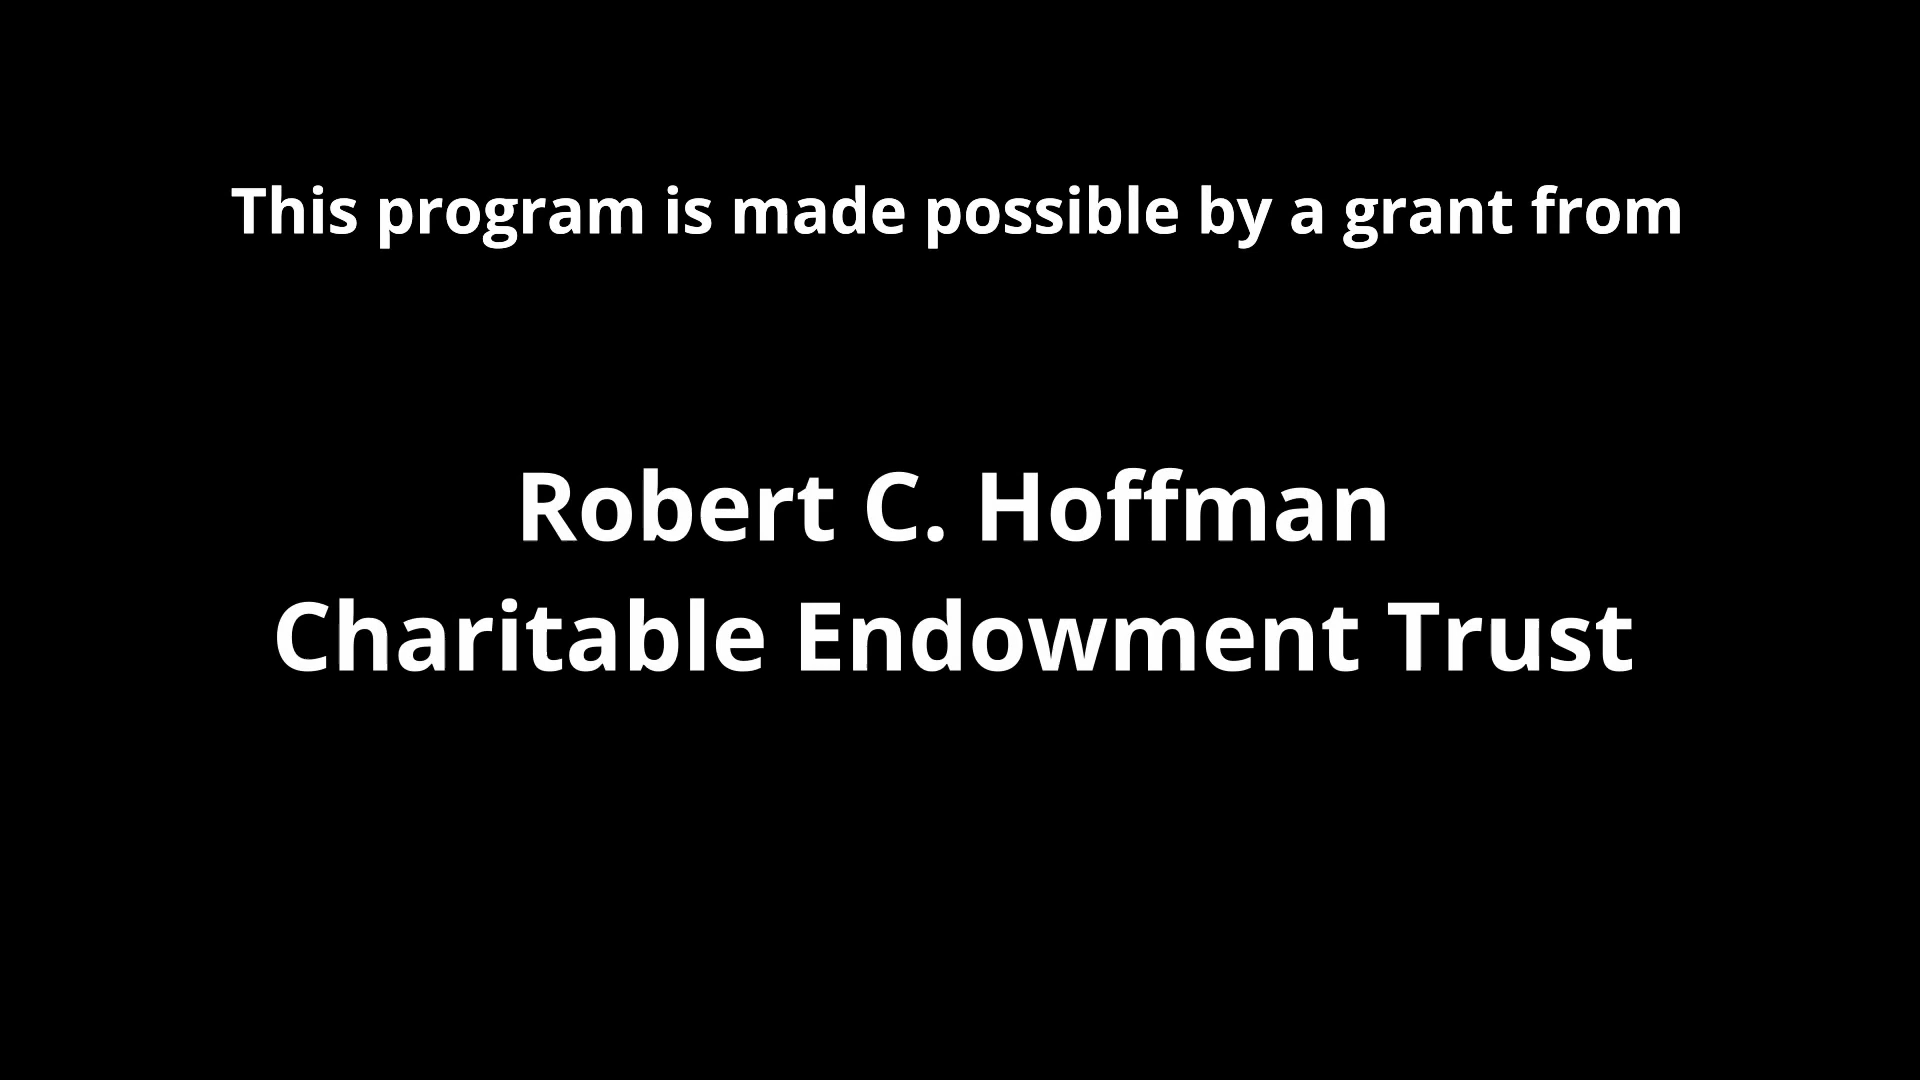 This program is made possible by a grant from
Robert C. Hoffman
Charitable Endowment Trust